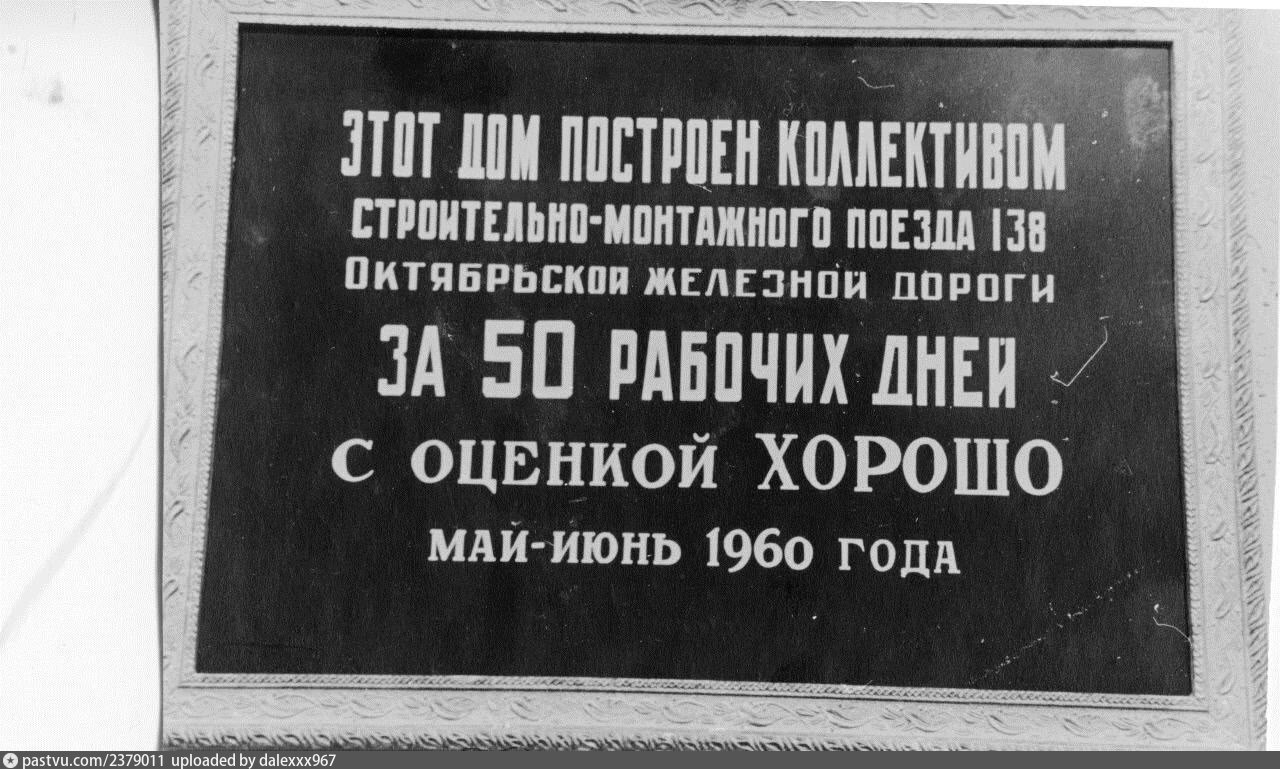 ЭТОТ ДОМ ПОСТРОЕН КОЛЛЕКТИВОМ
СТРОИТЕЛЬНО-МОНТАЖНОГО ПОЕЗДА 138
ОКТЯБРЬСКОЙ ЖЕЛЕЗНОЙ ДОРОГИ
ЗА 50 РАБОЧИХ ДНЕЙ
С ОЦЕНКОЙ ХОРОШО
МАЙ-ИЮНЬ 1960 ГОДА
pastvu.com/2379011 uploaded by dalexxx967